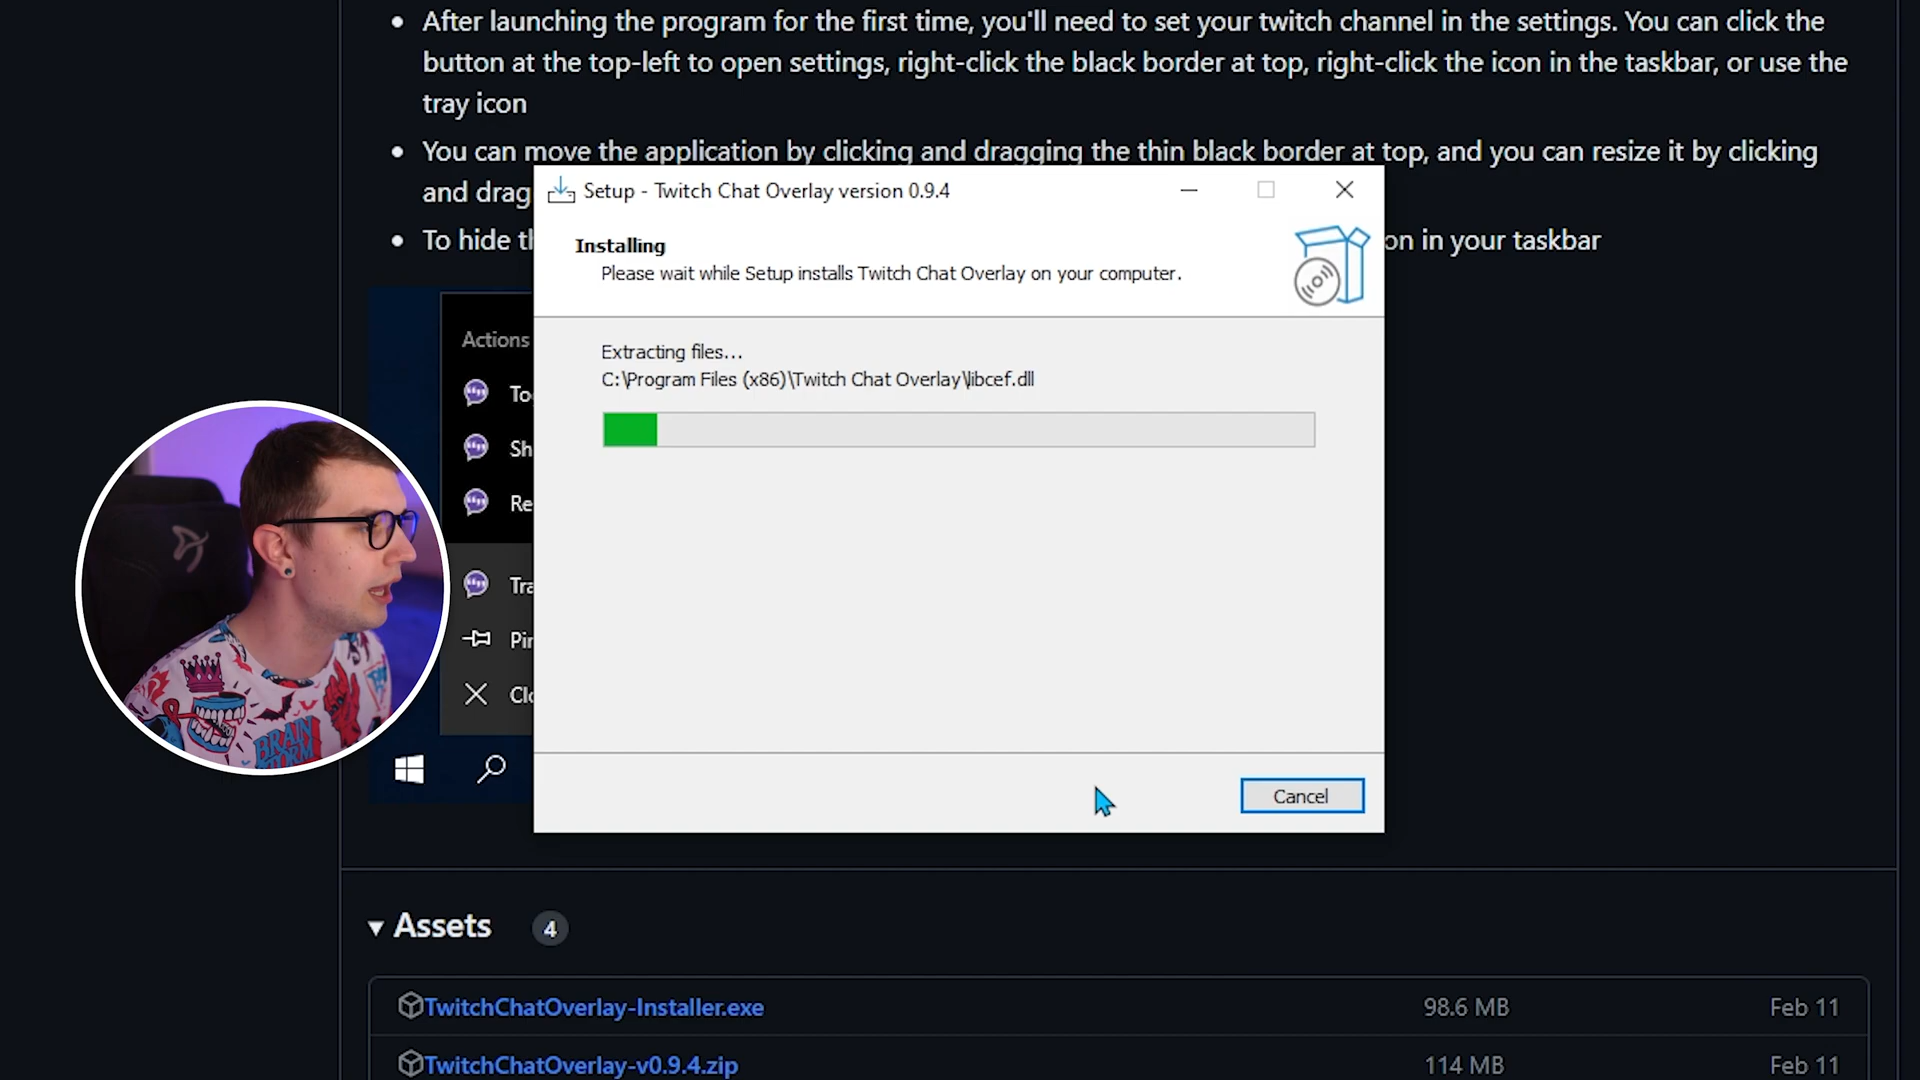 After launching the program for the first time, you'll need to set your twitch channel in the settings. You can click the
button at the top-left to open settings, right-click the black border at top, right-click the icon in the taskbar, or use the
tray icon
You can move the application by clicking and dragging the thin black border at top, and you can resize it by clicking
and drag
To hide th
on in your taskbar
Setup - Twitch Chat Overlay version 0.9.4
Installing
Please wait while Setup installs Twitch Chat Overlay on your computer.
Extracting files...
C:\Program Files (x86)\Twitch Chat Overlay\libcef.dll
Actions
To
Sh
Re
Tra
Pin
Clo
BRAIN
STORM
Cancel
Assets 4
TwitchChatOverlay-Installer.exe 98.6 MB Feb 11
TwitchChatOverlay-v0.9.4.zip 114 MB Feb 11